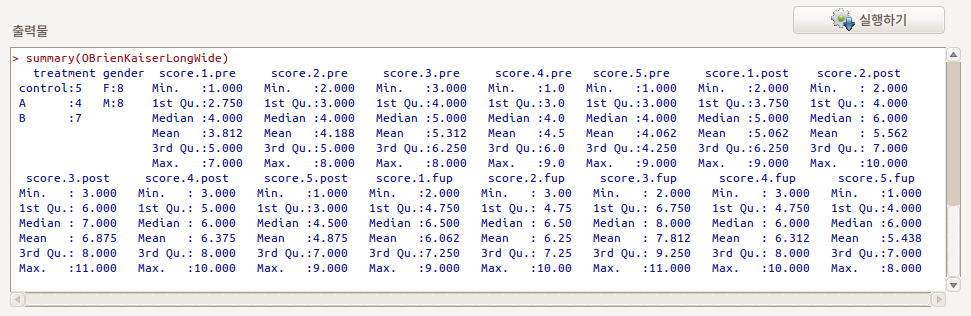 실행하기
출력물
> summary(OBrienKaiserLongWide)
   treatment gender  score.1.pre     score.2.pre     score.3.pre     score.4.pre   score.5.pre     score.1.post    score.2.post
 control:5   F:8    Min.   :1.000   Min.   :2.000   Min.   :3.000   Min.   :1.0   Min.   :2.000   Min.   :1.000   Min.   : 2.000
 A      :4   M:8    1st Qu.:2.750   1st Qu.:3.000   1st Qu.:4.000   1st Qu.:3.0   1st Qu.:3.000   1st Qu.:3.750   1st Qu.: 4.000
 B      :7          Median :4.000   Median :4.000   Median :5.000   Median :4.0   Median :4.000   Median :5.000   Median : 6.000
                    Mean   :3.812   Mean   :4.188   Mean   :5.312   Mean   :4.5   Mean   :4.062   Mean   :5.062   Mean   : 5.562
                    3rd Qu.:5.000   3rd Qu.:5.000   3rd Qu.:6.250   3rd Qu.:6.0   3rd Qu.:4.250   3rd Qu.:6.250   3rd Qu.: 7.000
                    Max.   :7.000   Max.   :8.000   Max.   :8.000   Max.   :9.0   Max.   :9.000   Max.   :9.000   Max.   :10.000
  score.3.post     score.4.post     score.5.post    score.1.fup     score.2.fup     score.3.fup      score.4.fup      score.5.fup
 Min.   : 3.000   Min.   : 3.000   Min.   :1.000   Min.   :2.000   Min.   : 3.00   Min.   : 2.000   Min.   : 3.000   Min.   :1.000
 1st Qu.: 6.000   1st Qu.: 5.000   1st Qu.:3.000   1st Qu.:4.750   1st Qu.: 4.75   1st Qu.: 6.750   1st Qu.: 4.750   1st Qu.:4.000
 Median : 7.000   Median : 6.000   Median :4.500   Median :6.500   Median : 6.50   Median : 8.000   Median : 6.000   Median :6.000
 Mean   : 6.875   Mean   : 6.375   Mean   :4.875   Mean   :6.062   Mean   : 6.25   Mean   : 7.812   Mean   : 6.312   Mean   :5.438
 3rd Qu.: 8.000   3rd Qu.: 8.000   3rd Qu.:7.000   3rd Qu.:7.250   3rd Qu.: 7.25   3rd Qu.: 9.250   3rd Qu.: 8.000   3rd Qu.:7.000
 Max.   :11.000   Max.   :10.000   Max.   :9.000   Max.   :9.000   Max.   :10.00   Max.   :11.000   Max.   :10.000   Max.   :8.000